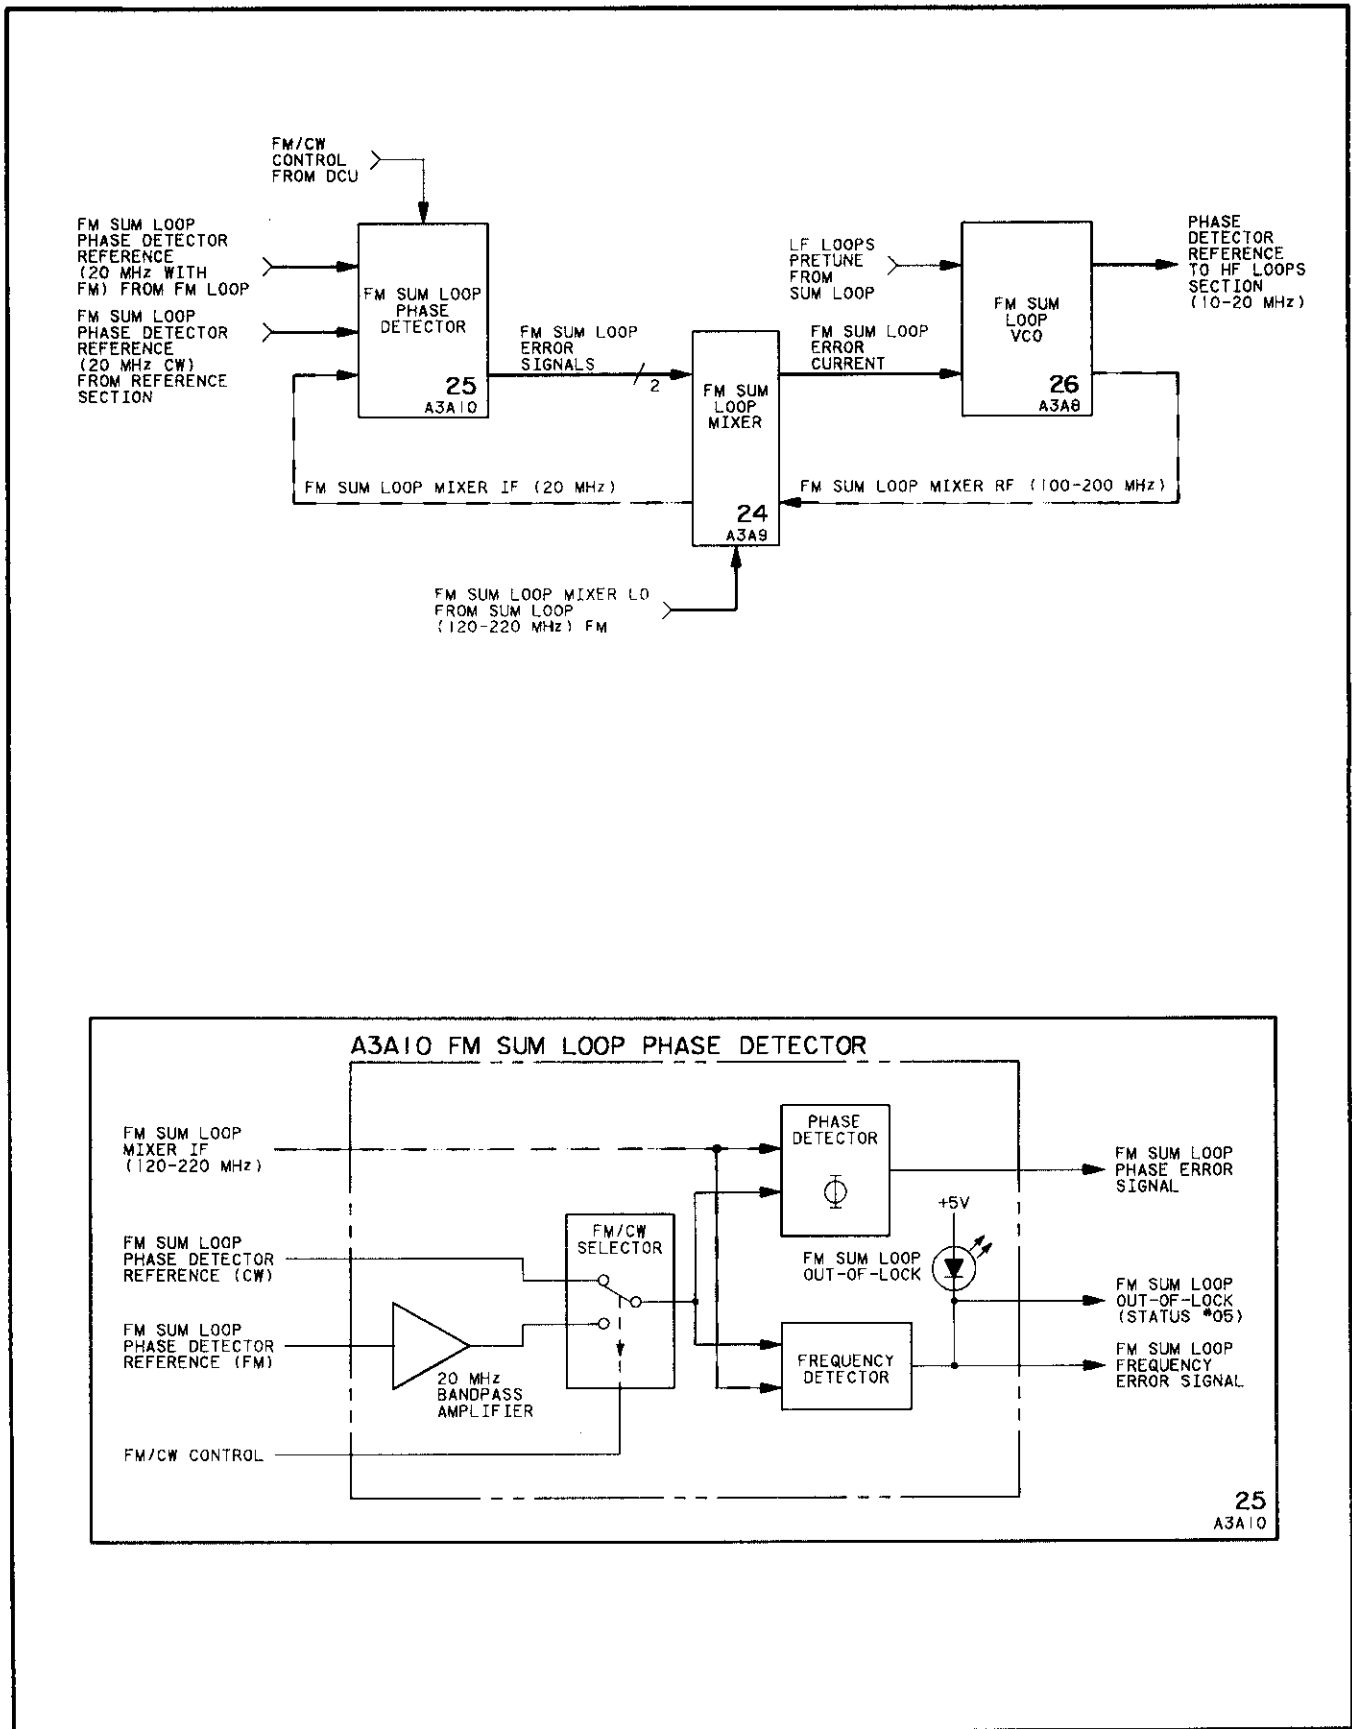 FM/CW
CONTROL
FROM DCU
FM SUM LOOP
PHASE DETECTOR
REFERENCE
(20 MHz WITH
FM) FROM FM LOOP
FM SUM LOOP
PHASE DETECTOR
REFERENCE
(20 MHz CW)
FROM REFERENCE
SECTION
FM SUM LOOP
PHASE
DETECTOR
25
A3A10
FM SUM LOOP
ERROR
SIGNALS
2
FM SUM
LOOP
MIXER
24
A3A9
FM SUM LOOP
ERROR
CURRENT
LF LOOPS
PRETUNE
FROM
SUM LOOP
FM SUM
LOOP
VCO
26
A3A8
PHASE
DETECTOR
REFERENCE
TO HF LOOPS
SECTION
(10-20 MHz)
FM SUM LOOP MIXER IF (20 MHz)
FM SUM LOOP MIXER RF (100-200 MHz)
FM SUM LOOP MIXER LO
FROM SUM LOOP
(120-220 MHz) FM
A3A10 FM SUM LOOP PHASE DETECTOR
FM SUM LOOP
MIXER IF
(120-220 MHz)
FM SUM LOOP
PHASE DETECTOR
REFERENCE (CW)
FM SUM LOOP
PHASE DETECTOR
REFERENCE (FM)
FM/CW CONTROL
20 MHz
BANDPASS
AMPLIFIER
FM/CW
SELECTOR
PHASE
DETECTOR
Φ
+5V
FM SUM LOOP
OUT-OF-LOCK
FREQUENCY
DETECTOR
FM SUM LOOP
PHASE ERROR
SIGNAL
FM SUM LOOP
OUT-OF-LOCK
(STATUS #05)
FM SUM LOOP
FREQUENCY
ERROR SIGNAL
25
A3A10